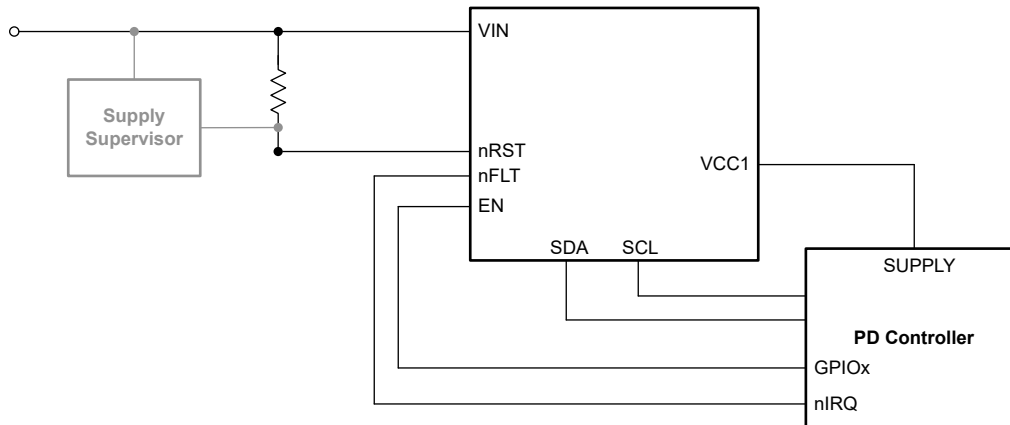 VIN
Supply
Supervisor
nRST
nFLT
EN
VCC1
SDA
SCL
SUPPLY
PD Controller
GPIOx
nIRQ